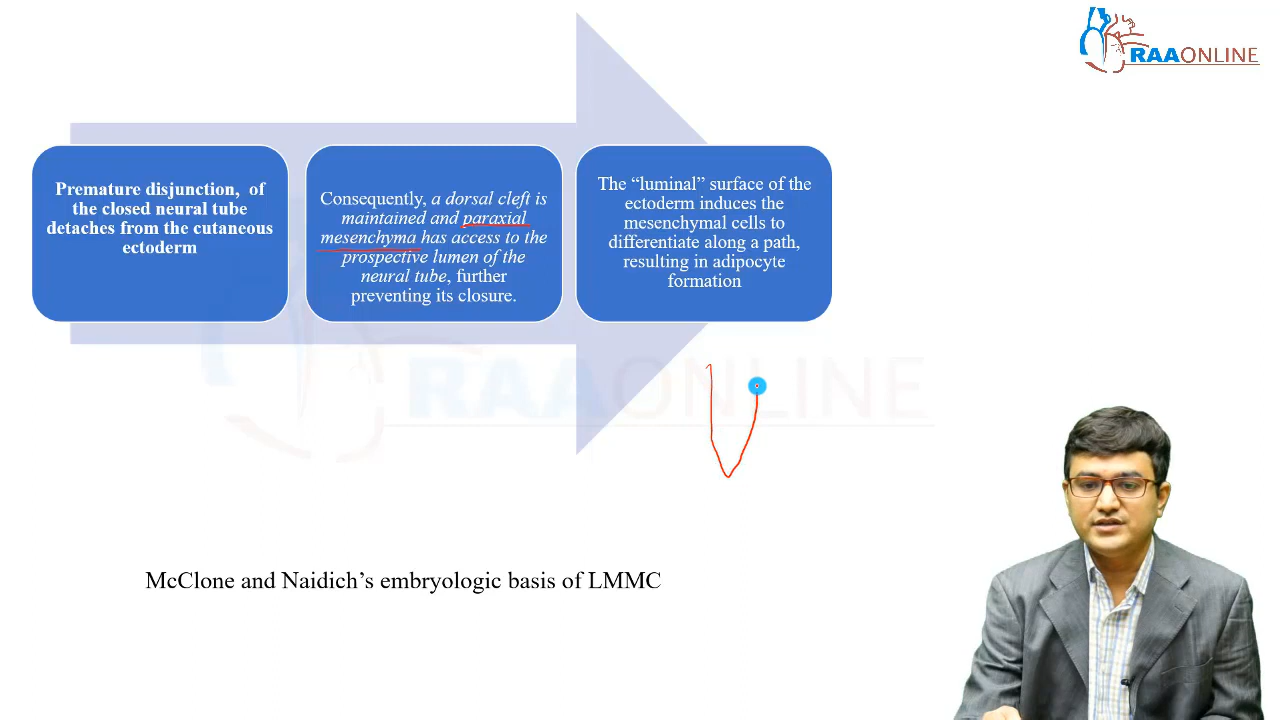 RAAONLINE
Premature disjunction, of
the closed neural tube
detaches from the cutaneous
ectoderm
Consequently, a dorsal cleft is
maintained and paraxial
mesenchyma has access to the
prospective lumen of the
neural tube, further
preventing its closure.
The “luminal” surface of the
ectoderm induces the
mesenchymal cells to
differentiate along a path,
resulting in adipocyte
formation
RAAONLINE
McClone and Naidich’s embryologic basis of LMMC